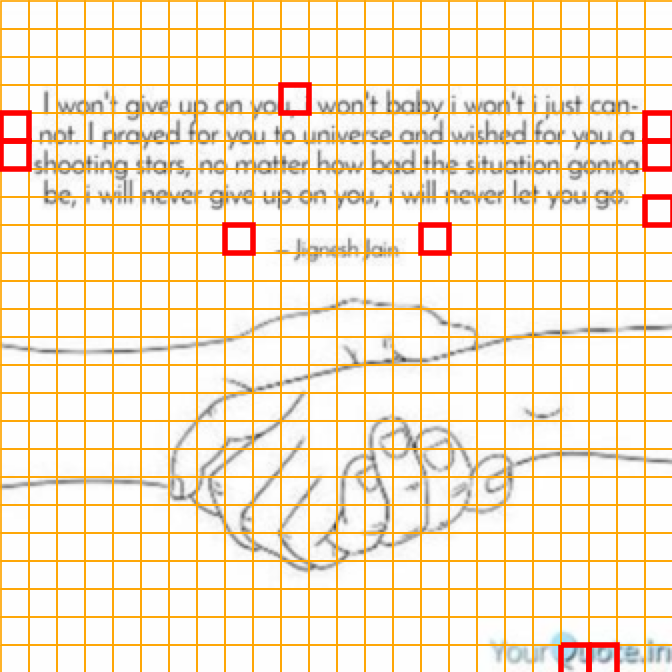 I won't give up on you, i won't baby i won't i just can-
not. I prayed for you to universe and wished for you a
shooting stars, no matter how bad the situation gonna
be, i will never give up on you, i will never let you go.
-- Jignesh Jain
YourQuote.in